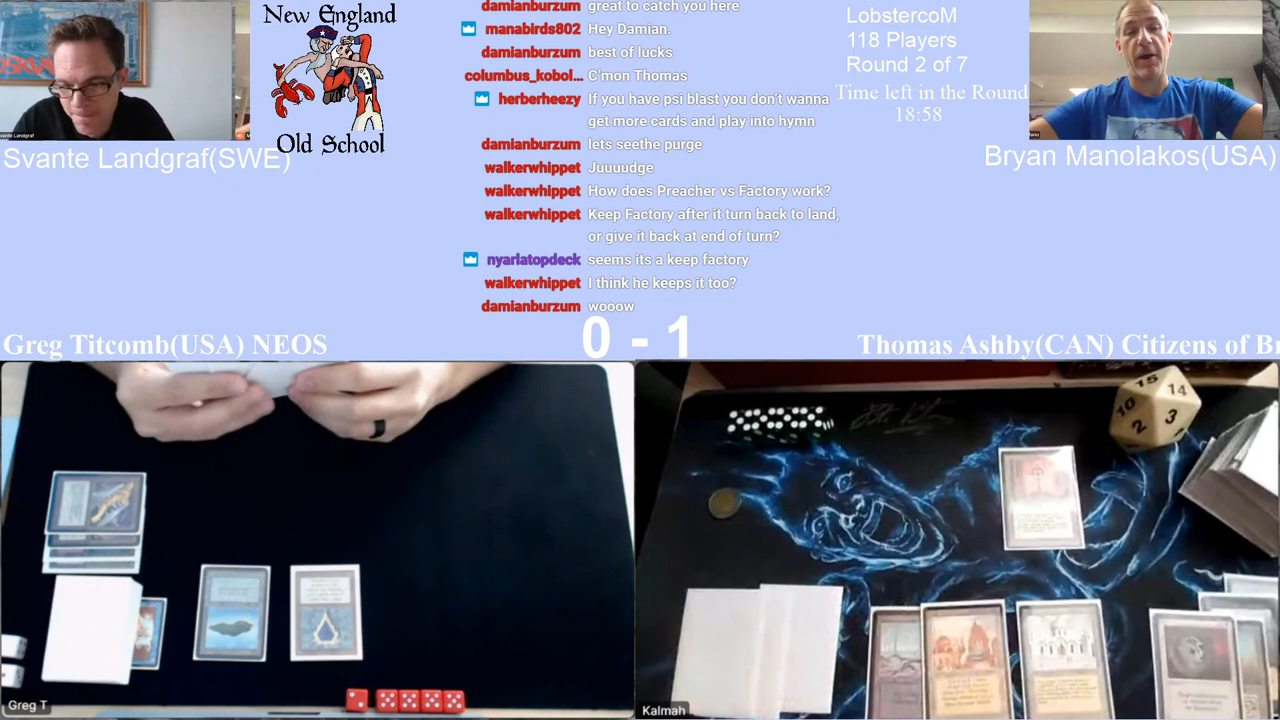 New England
Old School
damianburzum great to catch you here
manabirds802 Hey Damian.
damianburzum best of lucks
columbus_kobol... C'mon Thomas
herberheezy If you have psi blast you don't wanna
get more cards and play into hymn
damianburzum lets seethe purge
walkerwhippet Juuuudge
walkerwhippet How does Preacher vs Factory work?
walkerwhippet Keep Factory after it turn back to land,
or give it back at end of turn?
nyarlatopdeck seems its a keep factory
walkerwhippet I think he keeps it too?
damianburzum wooow
LobstercoM
118 Players
Round 2 of 7
Time left in the Round
18:58
Svante Landgraf(SWE)
Bryan Manolakos(USA)
Greg Titcomb(USA) NEOS
0 - 1
Thomas Ashby(CAN) Citizens of
15
14
10
3
2
Greg T
Kalmah